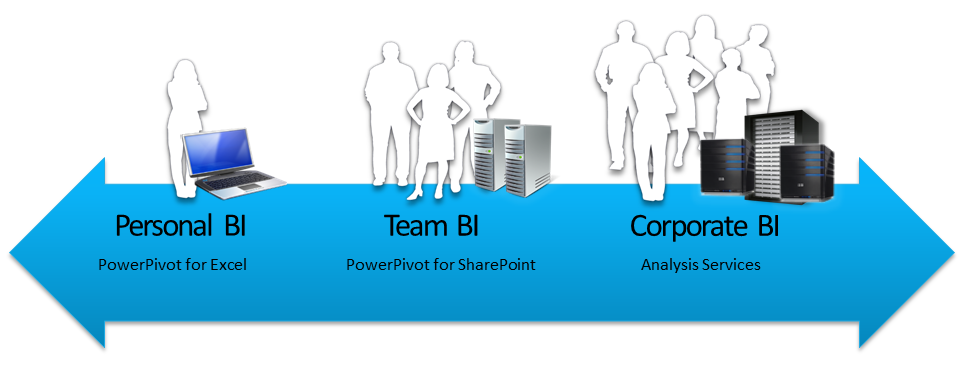 Personal BI
Team BI
Corporate BI
PowerPivot for Excel
PowerPivot for SharePoint
Analysis Services